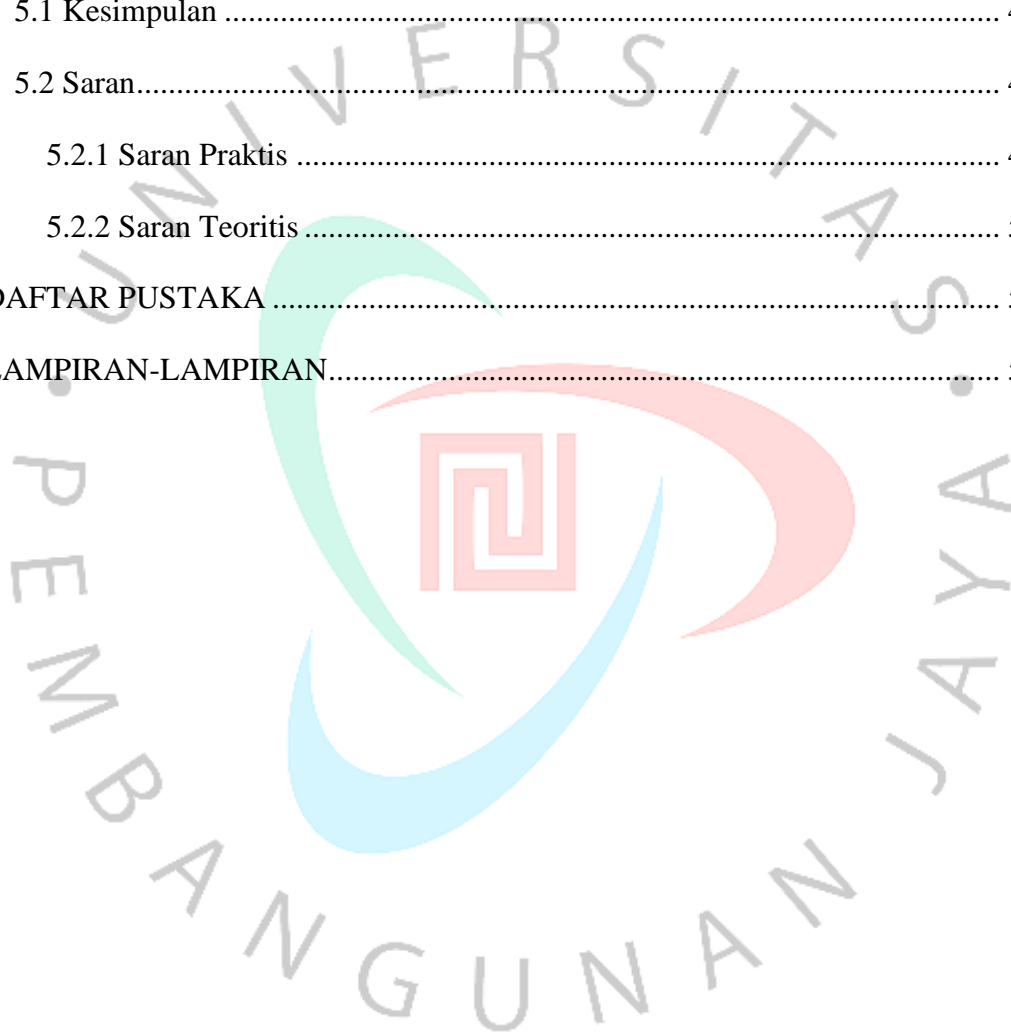 5.1 Kesimpulan ........................................................................................................
5.2 Saran........................................................................................................
5.2.1 Saran Praktis ........................................................................................................
5.2.2 Saran Teoritis ........................................................................................................
DAFTAR PUSTAKA ........................................................................................................
LAMPIRAN-LAMPIRAN........................................................................................................
UNIVERSITAS • PEMBANGUNAN JAYA •